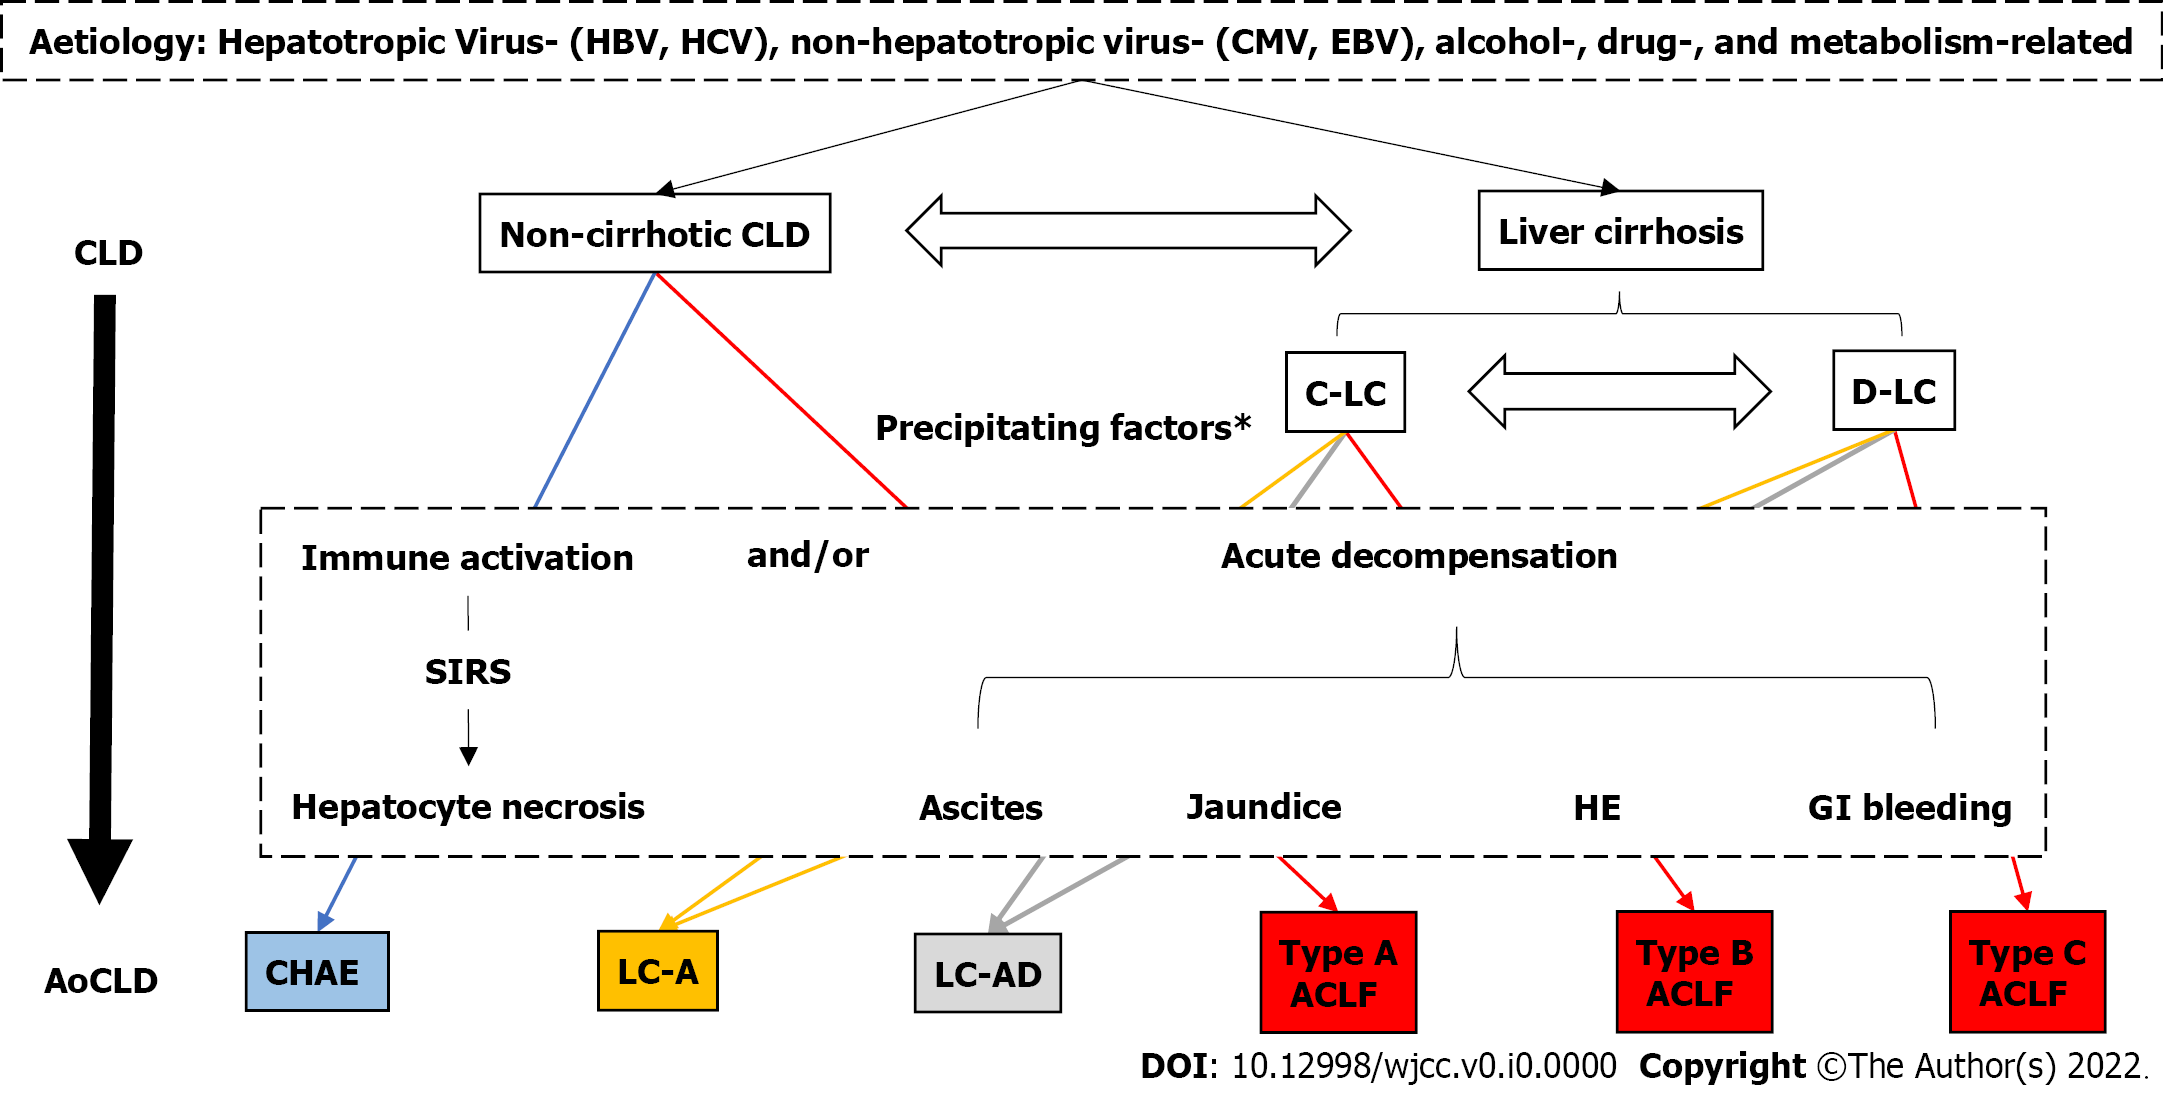 Aetiology: Hepatotropic Virus- (HBV, HCV), non-hepatotropic virus- (CMV, EBV), alcohol-, drug-, and metabolism-related
Non-cirrhotic CLD
Liver cirrhosis
CLD
C-LC
D-LC
Precipitating factors*
Immune activation
and/or
Acute decompensation
SIRS
Hepatocyte necrosis
Ascites
Jaundice
HE
GI bleeding
AoCLD
CHAE
LC-A
LC-AD
Type A
ACLF
Type B
ACLF
Type C
ACLF
DOI: 10.12998/wjcc.v0.i0.0000 Copyright ©The Author(s) 2022.